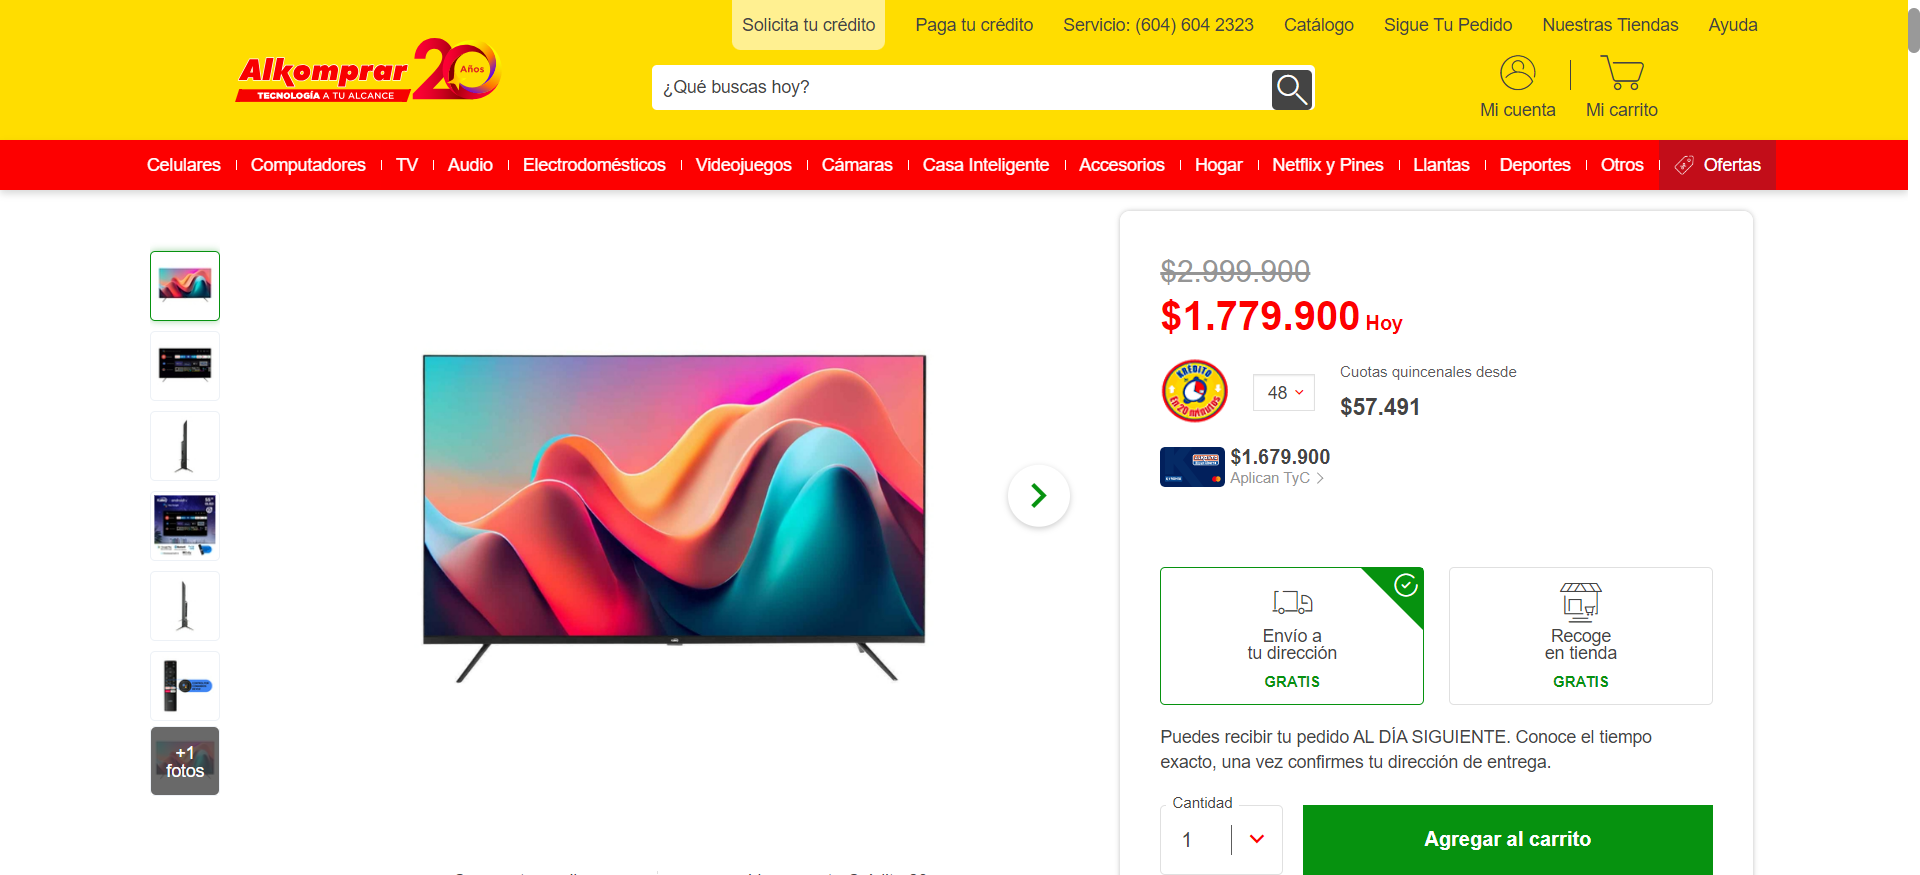 Solicita tu crédito
Paga tu crédito
Servicio: (604) 604 2323
Catálogo
Sigue Tu Pedido
Nuestras Tiendas
Ayuda
Alkomprar 20 Años
TECNOLOGÍA A TU ALCANCE
¿Qué buscas hoy?
Mi cuenta
Mi carrito
Celulares
Computadores
TV
Audio
Electrodomésticos
Videojuegos
Cámaras
Casa Inteligente
Accesorios
Hogar
Netflix y Pines
Llantas
Deportes
Otros
Ofertas
+1
fotos
$2.999.900
$1.779.900 Hoy
KREDITO
En 20 minutos
48
Cuotas quincenales desde
$57.491
$1.679.900
Aplican TyC
Envío a
tu dirección
GRATIS
Recoge
en tienda
GRATIS
Puedes recibir tu pedido AL DÍA SIGUIENTE. Conoce el tiempo
exacto, una vez confirmes tu dirección de entrega.
Cantidad
1
Agregar al carrito